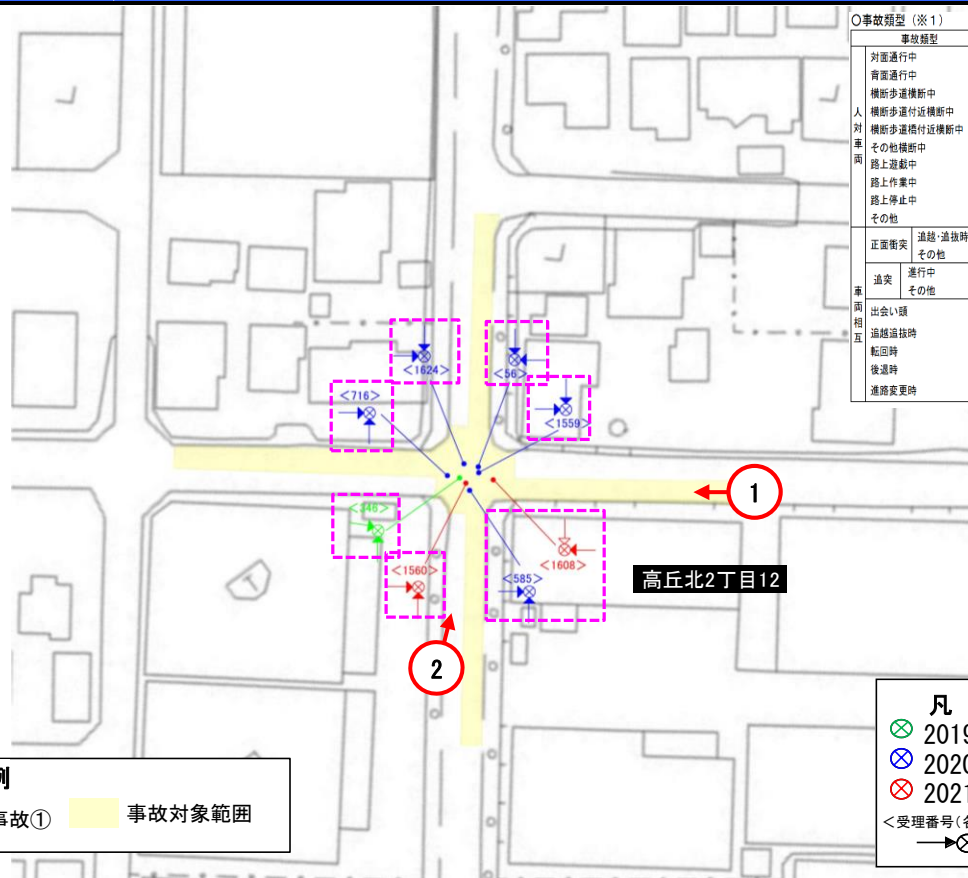 ○事故類型（※1）
事故類型
人対車両
対面通行中
背面通行中
横断歩道横断中
横断歩道付近横断中
横断歩道橋付近横断中
その他横断中
路上遊戯中
路上作業中
路上停止中
その他
車両相互
正面衝突
追越・追抜時
その他
追突
進行中
その他
出会い頭
追越追抜時
転回時
後退時
進路変更時
<1624>
<56>
<716>
<1559>
1
<346>
<1560>
<1608>
<585>
高丘北2丁目12
2
凡
2019
2020
2021
<受理番号(各
例
事故①
事故対象範囲